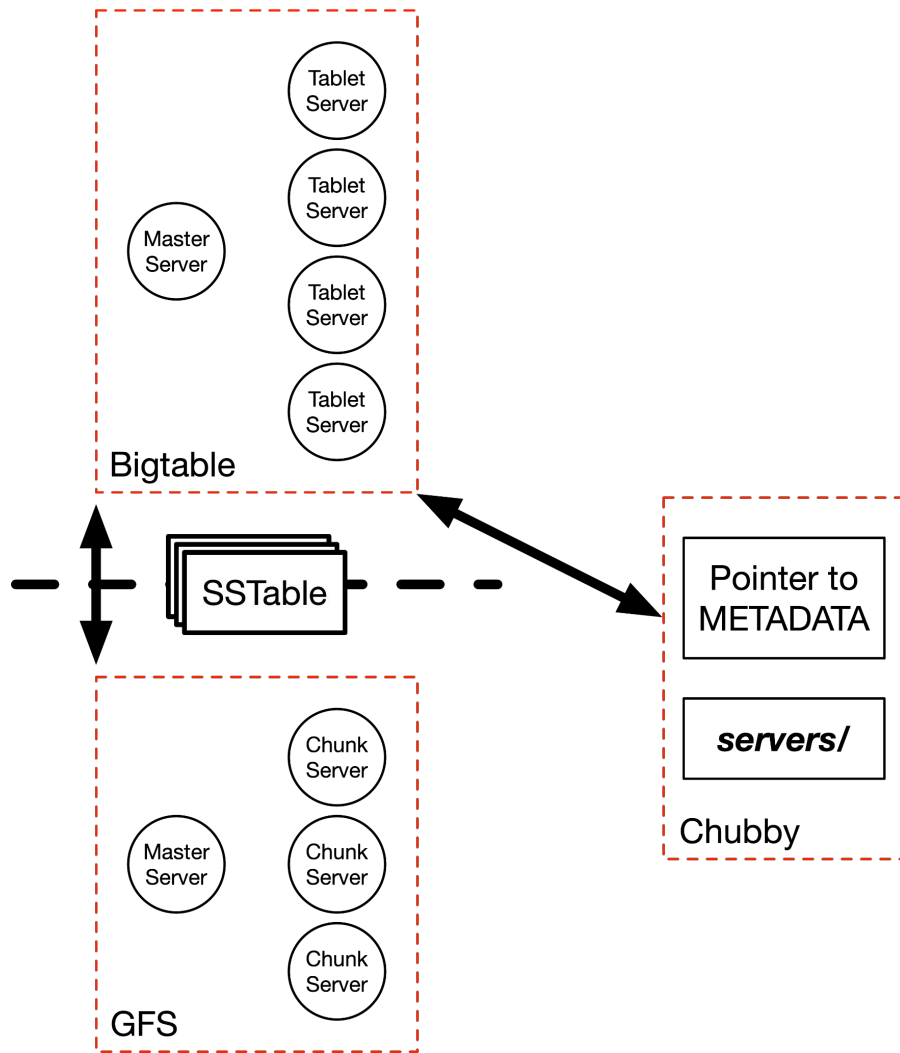 Tablet
Server
Tablet
Server
Master
Server
Tablet
Server
Tablet
Server
Bigtable
SSTable
Pointer to
METADATA
servers/
Chubby
Chunk
Server
Master
Server
Chunk
Server
Chunk
Server
GFS